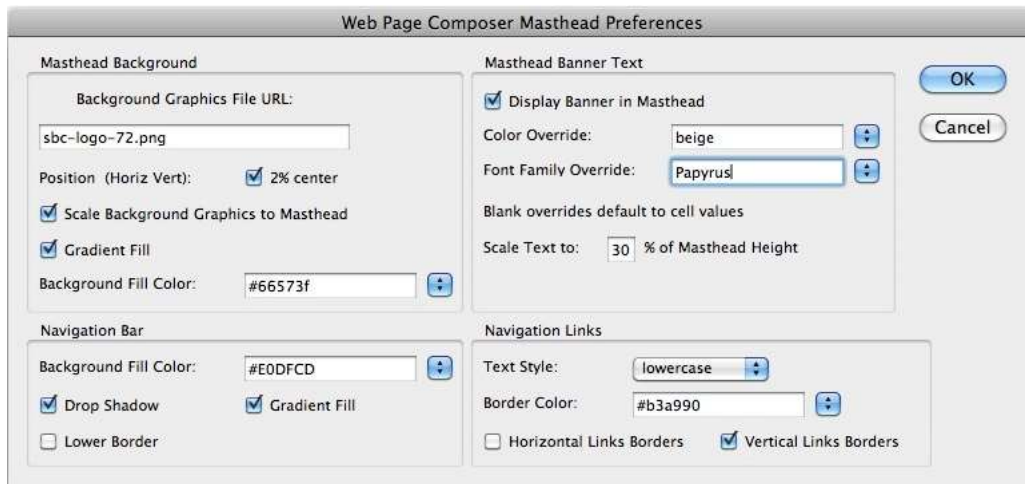 Web Page Composer Masthead Preferences
Masthead Background
Background Graphics File URL:
sbc-logo-72.png
Position (Horiz Vert):
2% center
Scale Background Graphics to Masthead
Gradient Fill
Background Fill Color:
#66573f
Masthead Banner Text
Display Banner in Masthead
Color Override:
beige
Font Family Override:
Papyrus
Blank overrides default to cell values
Scale Text to:
30
% of Masthead Height
OK
Cancel
Navigation Bar
Background Fill Color:
#E0DFCD
Drop Shadow
Gradient Fill
Lower Border
Navigation Links
Text Style:
lowercase
Border Color:
#b3a990
Horizontal Links Borders
Vertical Links Borders